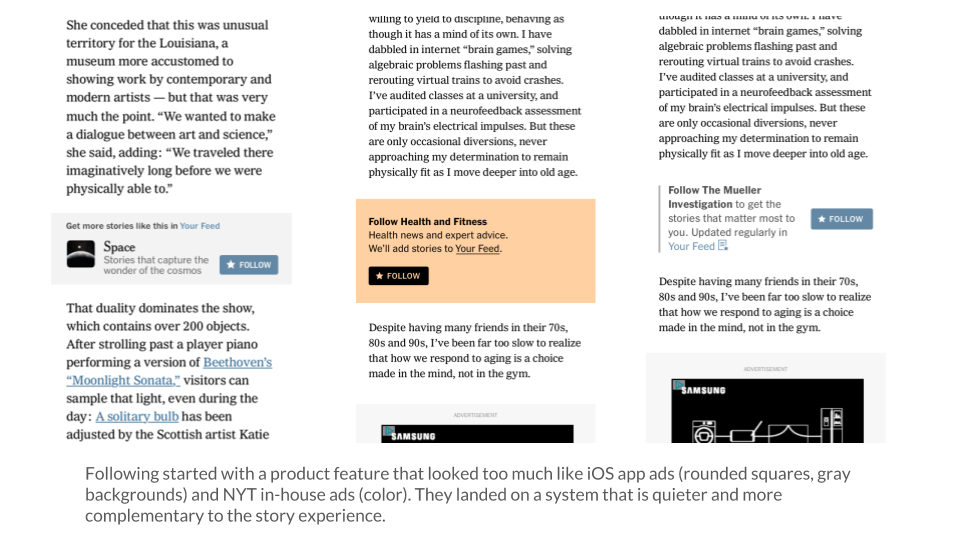 She conceded that this was unusual
territory for the Louisiana, a
museum more accustomed to
showing work by contemporary and
modern artists — but that was very
much the point. “We wanted to make
a dialogue between art and science,”
she said, adding: “We traveled there
imaginatively long before we were
physically able to.”
Get more stories like this in Your Feed
Space
Stories that capture the
wonder of the cosmos
FOLLOW
That duality dominates the show,
which contains over 200 objects.
After strolling past a player piano
performing a version of Beethoven’s
“Moonlight Sonata,” visitors can
sample that light, even during the
day: A solitary bulb has been
adjusted by the Scottish artist Katie
willing to yield to discipline, behaving as
though it has a mind of its own. I have
dabbled in internet “brain games,” solving
algebraic problems flashing past and
rerouting virtual trains to avoid crashes.
I’ve audited classes at a university, and
participated in a neurofeedback assessment
of my brain’s electrical impulses. But these
are only occasional diversions, never
approaching my determination to remain
physically fit as I move deeper into old age.
Follow Health and Fitness
Health news and expert advice.
We’ll add stories to Your Feed.
FOLLOW
Despite having many friends in their 70s,
80s and 90s, I’ve been far too slow to realize
that how we respond to aging is a choice
made in the mind, not in the gym.
ADVERTISEMENT
SAMSUNG
though it has a mind of its own. I have
dabbled in internet “brain games,” solving
algebraic problems flashing past and
rerouting virtual trains to avoid crashes.
I’ve audited classes at a university, and
participated in a neurofeedback assessment
of my brain’s electrical impulses. But these
are only occasional diversions, never
approaching my determination to remain
physically fit as I move deeper into old age.
Follow The Mueller
Investigation to get the
stories that matter most to
you. Updated regularly in
Your Feed
FOLLOW
Despite having many friends in their 70s,
80s and 90s, I’ve been far too slow to realize
that how we respond to aging is a choice
made in the mind, not in the gym.
ADVERTISEMENT
SAMSUNG
Following started with a product feature that looked too much like iOS app ads (rounded squares, gray
backgrounds) and NYT in-house ads (color). They landed on a system that is quieter and more
complementary to the story experience.